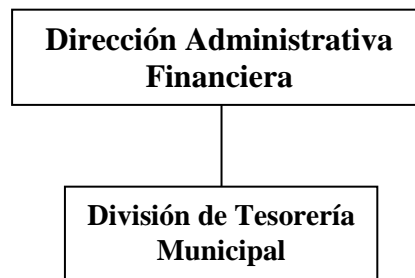 Dirección Administrativa
Financiera
División de Tesorería
Municipal